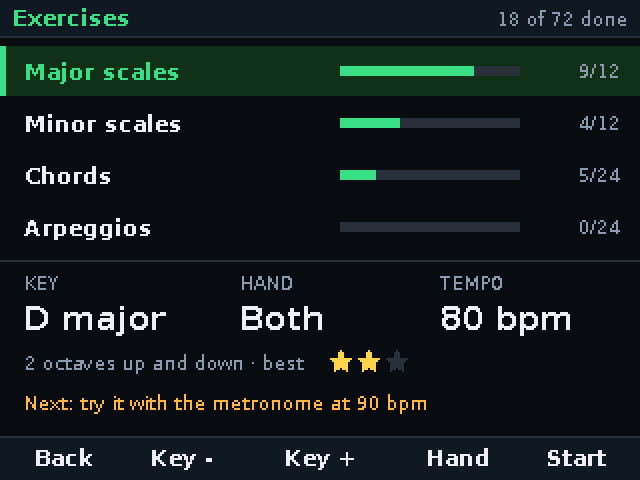 Exercises 18 of 72 done
Major scales 9/12
Minor scales 4/12
Chords 5/24
Arpeggios 0/24
KEY HAND TEMPO
D major Both 80 bpm
2 octaves up and down · best
Next: try it with the metronome at 90 bpm
Back Key - Key + Hand Start